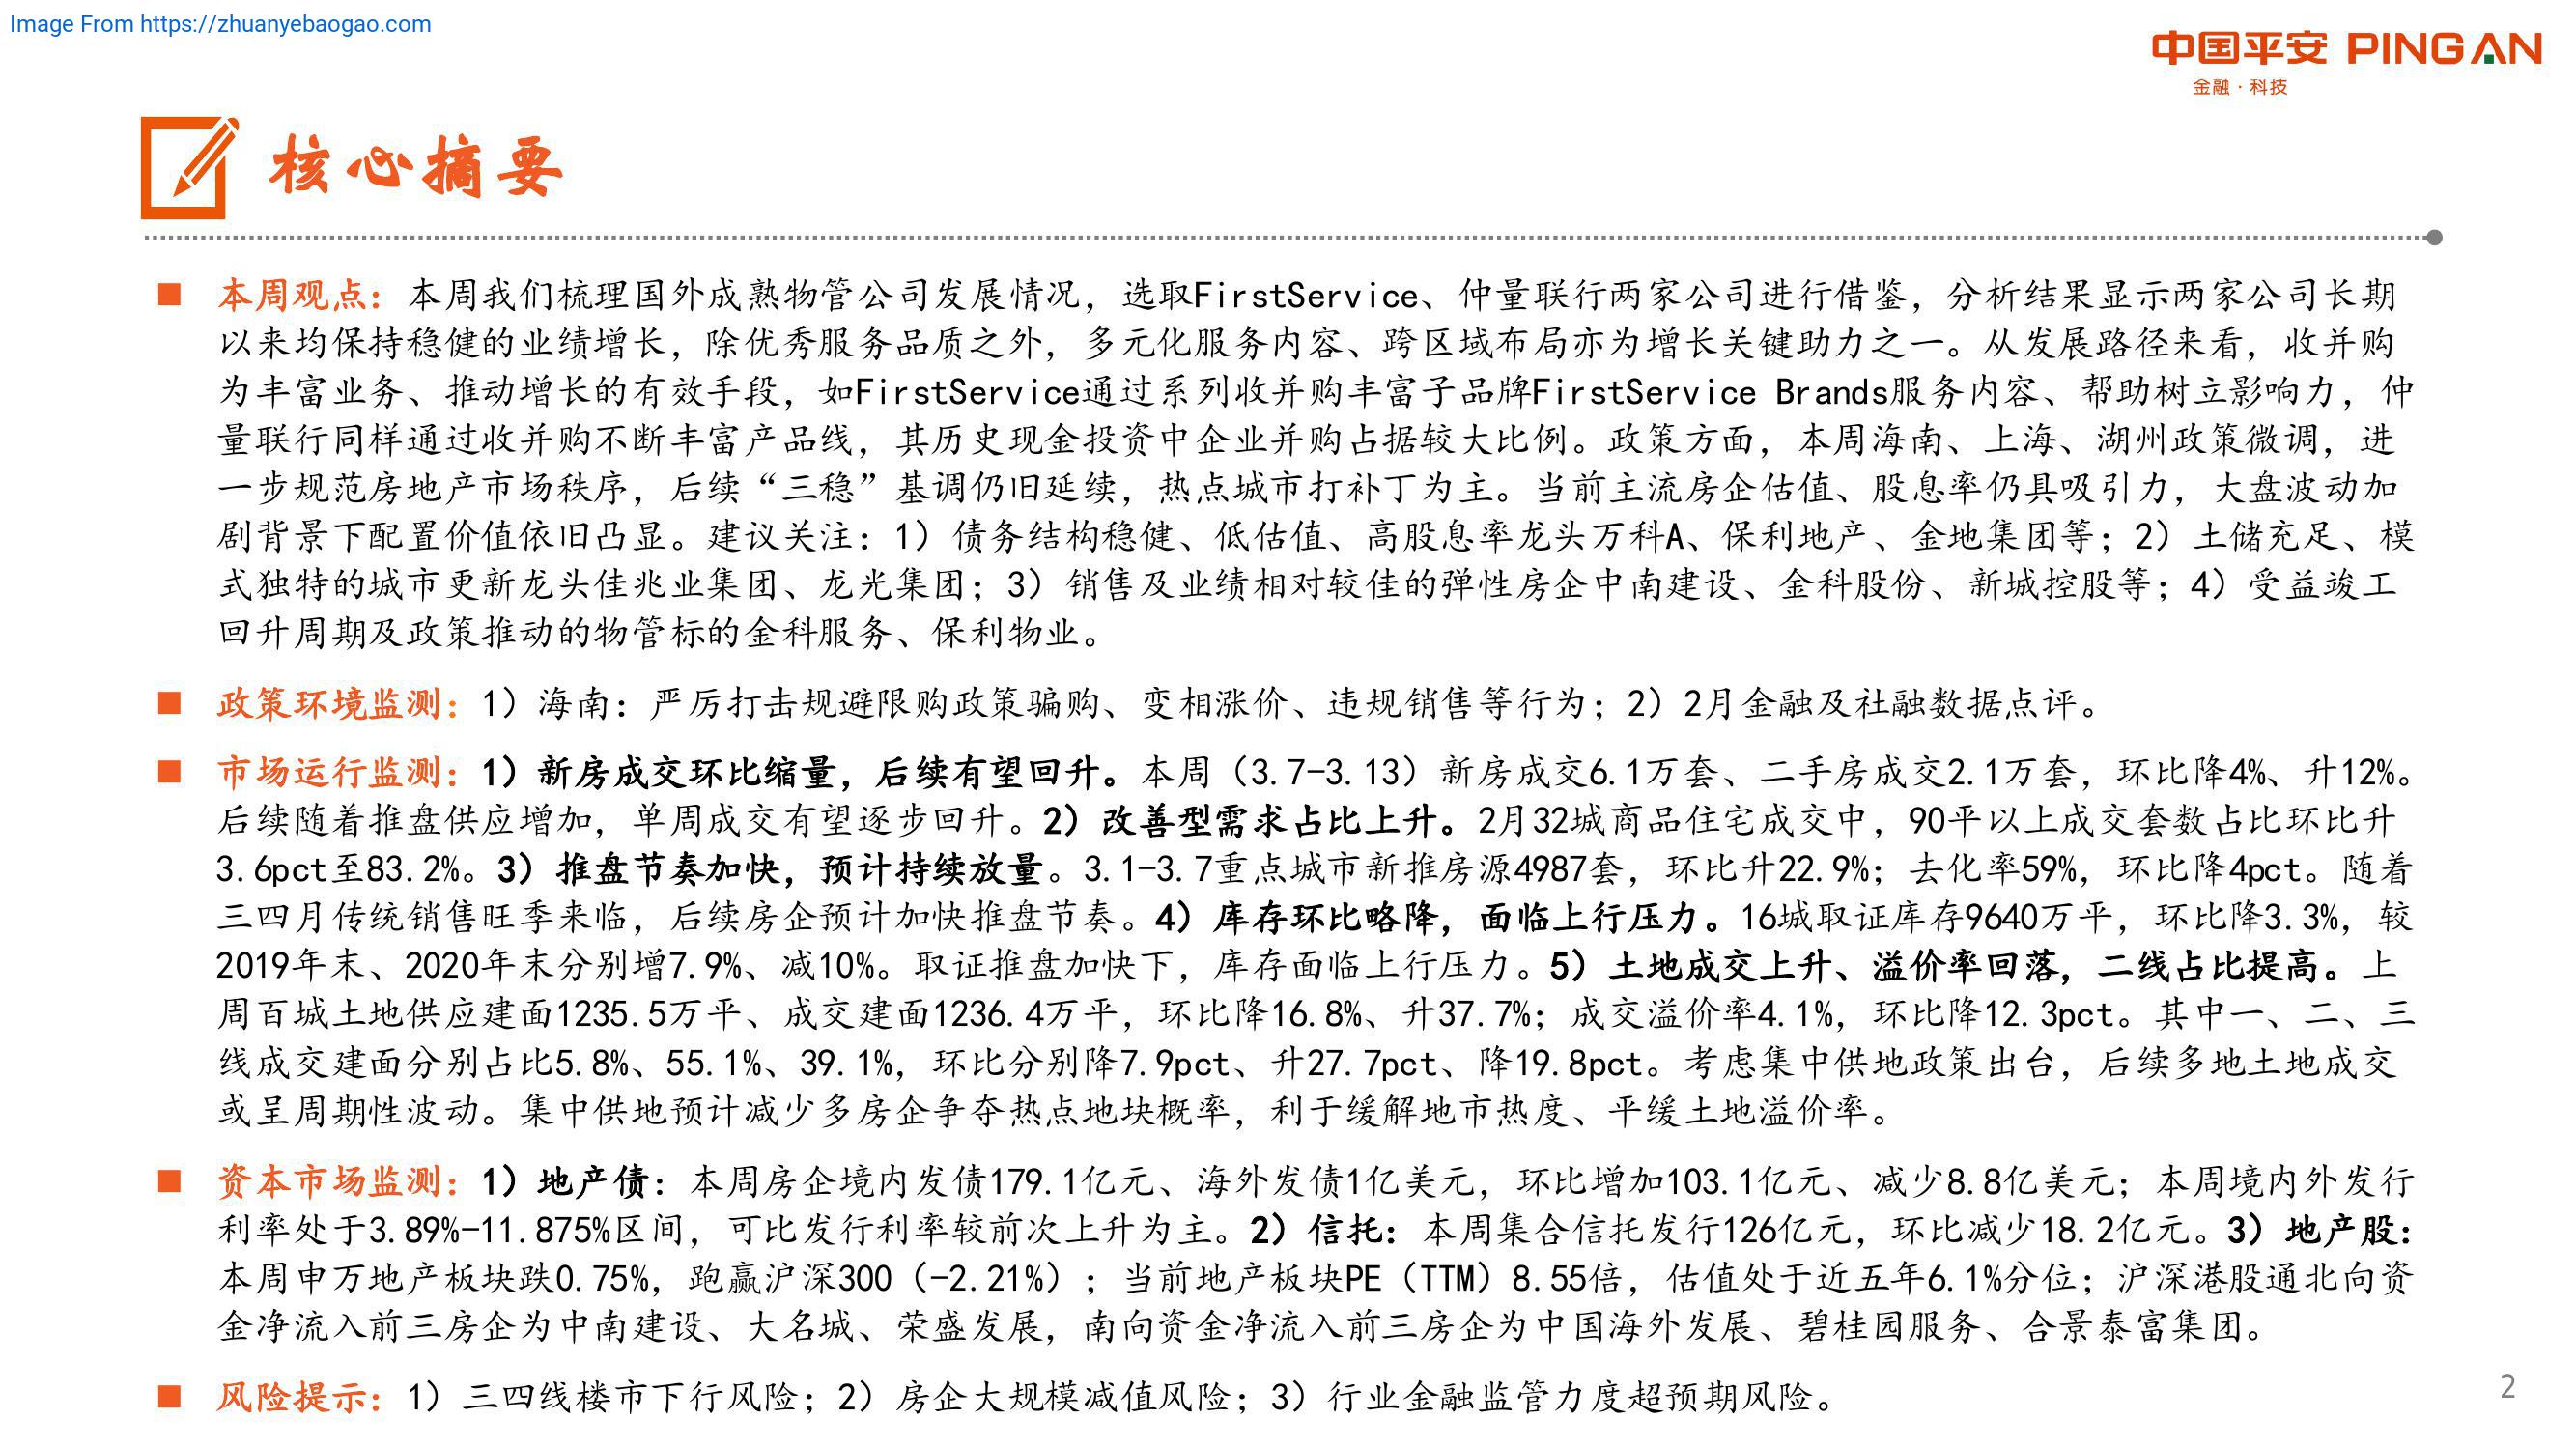 Image From https://zhuanyebaogao.com
中国平安 PINGAN
金融·科技
核心摘要
本周观点：本周我们梳理国外成熟物管公司发展情况，选取FirstService、仲量联行两家公司进行借鉴，分析结果显示两家公司长期
以来均保持稳健的业绩增长，除优秀服务品质之外，多元化服务内容、跨区域布局亦为增长关键助力之一。从发展路径来看，收并购
为丰富业务、推动增长的有效手段，如FirstService通过系列收并购丰富子品牌FirstService Brands服务内容、帮助树立影响力，仲
量联行同样通过收并购不断丰富产品线，其历史现金投资中企业并购占据较大比例。政策方面，本周海南、上海、湖州政策微调，进
一步规范房地产市场秩序，后续“三稳”基调仍旧延续，热点城市打补丁为主。当前主流房企估值、股息率仍具吸引力，大盘波动加
剧背景下配置价值依旧凸显。建议关注：1）债务结构稳健、低估值、高股息率龙头万科A、保利地产、金地集团等；2）土储充足、模
式独特的城市更新龙头佳兆业集团、龙光集团；3）销售及业绩相对较佳的弹性房企中南建设、金科股份、新城控股等；4）受益竣工
回升周期及政策推动的物管标的金科服务、保利物业。
政策环境监测：1）海南：严厉打击规避限购政策骗购、变相涨价、违规销售等行为；2）2月金融及社融数据点评。
市场运行监测：1）新房成交环比缩量，后续有望回升。本周（3.7-3.13）新房成交6.1万套、二手房成交2.1万套，环比降4%、升12%。
后续随着推盘供应增加，单周成交有望逐步回升。2）改善型需求占比上升。2月32城商品住宅成交中，90平以上成交套数占比环比升
3.6pct至83.2%。3）推盘节奏加快，预计持续放量。3.1-3.7重点城市新推房源4987套，环比升22.9%；去化率59%，环比降4pct。随着
三四月传统销售旺季来临，后续房企预计加快推盘节奏。4）库存环比略降，面临上行压力。16城取证库存9640万平，环比降3.3%，较
2019年末、2020年末分别增7.9%、减10%。取证推盘加快下，库存面临上行压力。5）土地成交上升、溢价率回落，二线占比提高。上
周百城土地供应建面1235.5万平、成交建面1236.4万平，环比降16.8%、升37.7%；成交溢价率4.1%，环比降12.3pct。其中一、二、三
线成交建面分别占比5.8%、55.1%、39.1%，环比分别降7.9pct、升27.7pct、降19.8pct。考虑集中供地政策出台，后续多地土地成交
或呈周期性波动。集中供地预计减少多房企争夺热点地块概率，利于缓解地市热度、平缓土地溢价率。
资本市场监测：1）地产债：本周房企境内发债179.1亿元、海外发债1亿美元，环比增加103.1亿元、减少8.8亿美元；本周境内外发行
利率处于3.89%-11.875%区间，可比发行利率较前次上升为主。2）信托：本周集合信托发行126亿元，环比减少18.2亿元。3）地产股：
本周申万地产板块跌0.75%，跑赢沪深300（-2.21%）；当前地产板块PE（TTM）8.55倍，估值处于近五年6.1%分位；沪深港股通北向资
金净流入前三房企为中南建设、大名城、荣盛发展，南向资金净流入前三房企为中国海外发展、碧桂园服务、合景泰富集团。
风险提示：1）三四线楼市下行风险；2）房企大规模减值风险；3）行业金融监管力度超预期风险。
2